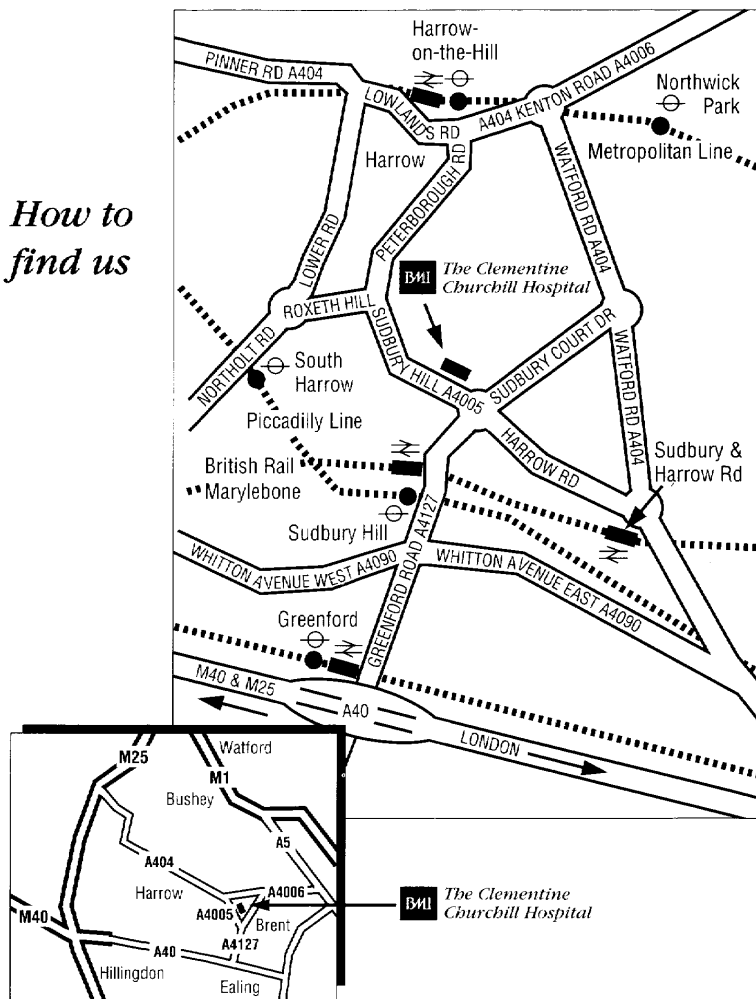 How to
find us
Harrow-
on-the-Hill
PINNER RD A404
LOWLANDS RD
A404 KENTON ROAD A4006
Northwick
Park
Metropolitan Line
Harrow
PETERBOROUGH RD
WATFORD RD A404
LOWER RD
BMI
The Clementine
Churchill Hospital
ROXETH HILL
SUDBURY HILL A4005
SUDBURY COURT DR
NORTHOLT RD
WATFORD RD A404
South
Harrow
Piccadilly Line
HARROW RD
Sudbury &
Harrow Rd
British Rail
Marylebone
Sudbury Hill
GREENFORD ROAD A4127
WHITTON AVENUE WEST A4090
WHITTON AVENUE EAST A4090
Greenford
M40 & M25
A40
LONDON
M25
Watford
M1
Bushey
A5
A404
Harrow
A4006
A4005
Brent
M40
A4127
A40
Hillingdon
Ealing
BMI
The Clementine
Churchill Hospital